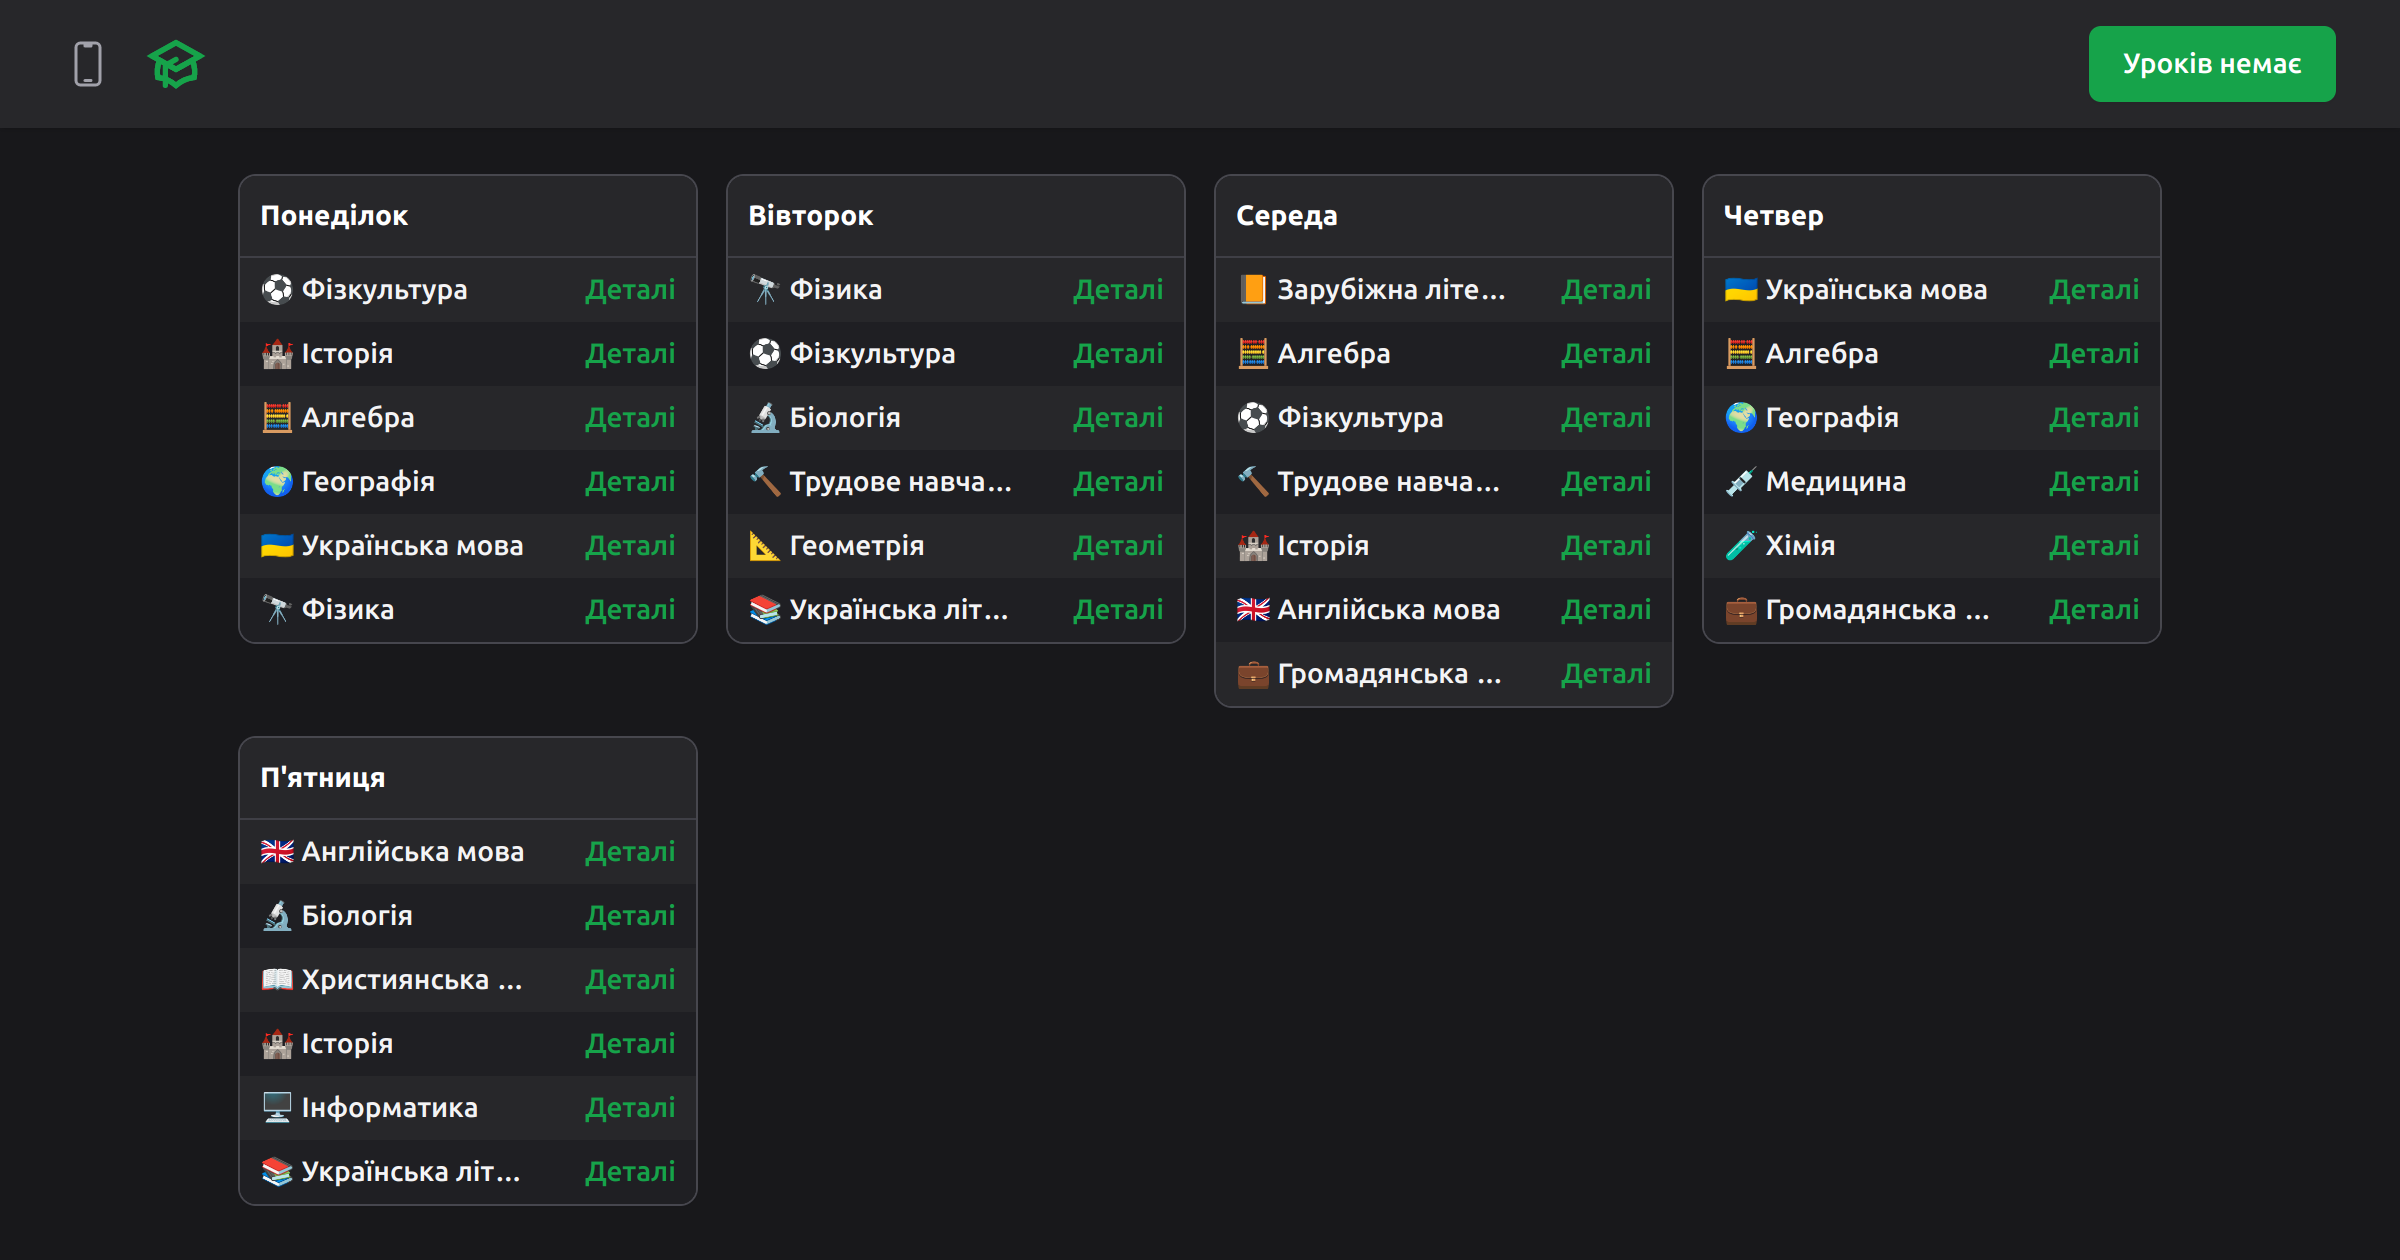 Уроків немає
Понеділок
Фізкультура Деталі
Історія Деталі
Алгебра Деталі
Географія Деталі
Українська мова Деталі
Фізика Деталі
Вівторок
Фізика Деталі
Фізкультура Деталі
Біологія Деталі
Трудове навча... Деталі
Геометрія Деталі
Українська літ... Деталі
Середа
Зарубіжна літе... Деталі
Алгебра Деталі
Фізкультура Деталі
Трудове навча... Деталі
Історія Деталі
Англійська мова Деталі
Громадянська ... Деталі
Четвер
Українська мова Деталі
Алгебра Деталі
Географія Деталі
Медицина Деталі
Хімія Деталі
Громадянська ... Деталі
П'ятниця
Англійська мова Деталі
Біологія Деталі
Християнська ... Деталі
Історія Деталі
Інформатика Деталі
Українська літ... Деталі